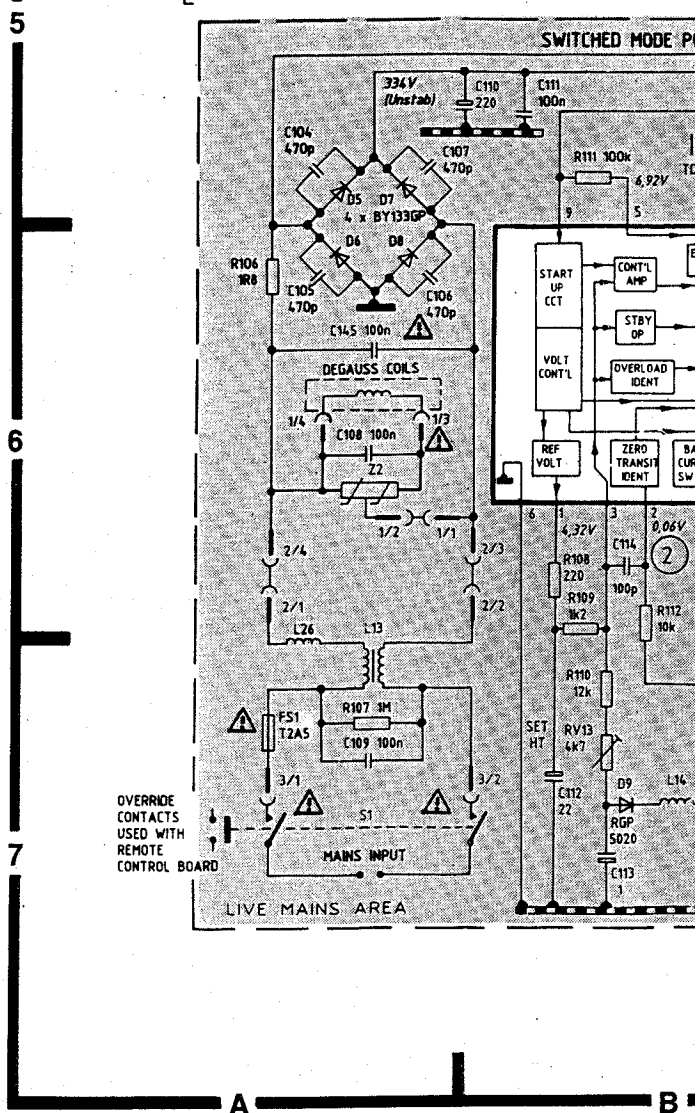 5
SWITCHED MODE
334V
(Unstab)
C110
220
C111
100n
C104
470p
C107
470p
R111 100k
6,92V
D5
D7
4 x BY133GP
D6
D8
9
5
R106
1R8
C105
470p
C106
470p
START
UP
CCT
CONT'L
AMP
C145 100n
STBY
OP
DEGAUSS COILS
VOLT
CONT'L
OVERLOAD
IDENT
1/4
1/3
C108 100n
6
REF
VOLT
ZERO
TRANSIT
IDENT
BA
CUR
SW
Z2
1/2
1/1
6
1
3
2
4,32V
0,06V
2/4
2/3
R108
220
C114
100p
2
2/1
2/2
R109
1k2
R112
10k
L26
L13
R110
12k
FS1
T2A5
R107 1M
C109 100n
SET
HT
RV13
4k7
3/1
3/2
D9
L14
C112
22
RGP
5020
OVERRIDE
CONTACTS
USED WITH
REMOTE
CONTROL BOARD
S1
7
MAINS INPUT
C113
1
LIVE MAINS AREA
A
B